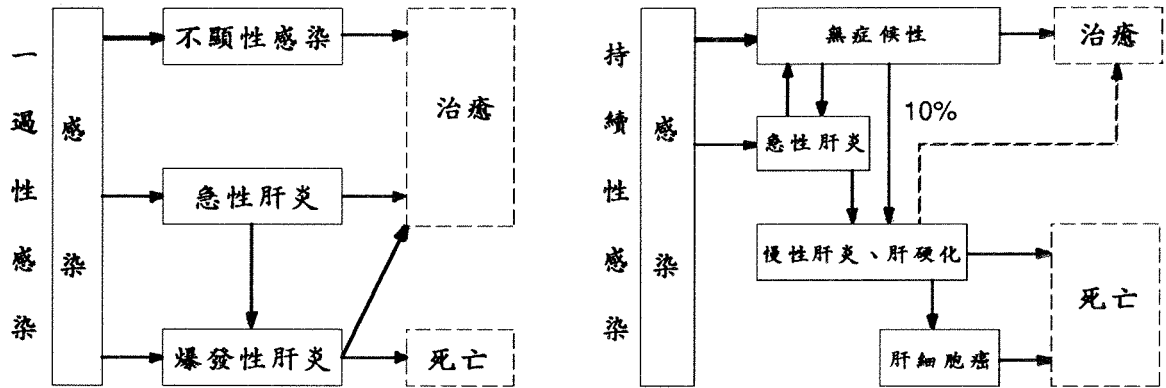 一過性感染
感染
不顯性感染
急性肝炎
爆發性肝炎
治癒
死亡
持續性感染
感染
無症候性
急性肝炎
10%
慢性肝炎、肝硬化
肝細胞癌
治癒
死亡